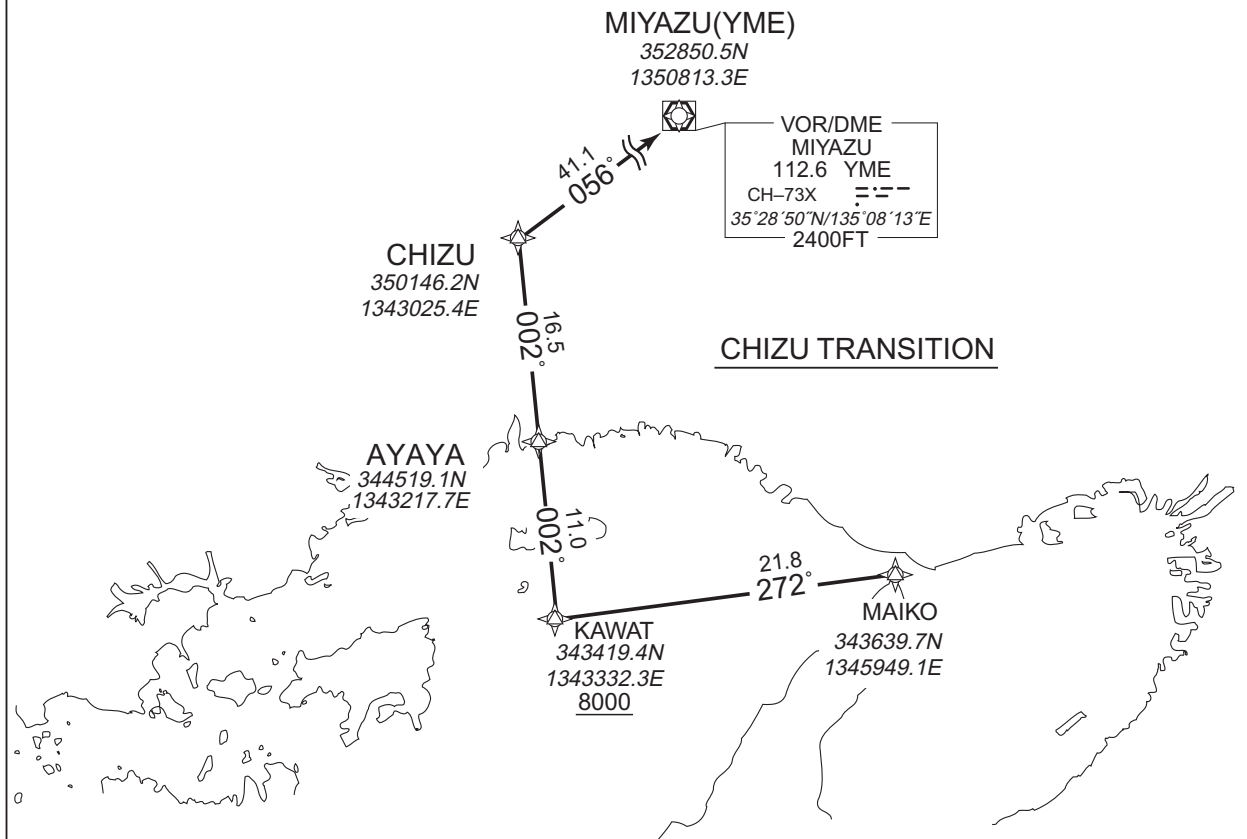 MIYAZU(YME)
352850.5N
1350813.3E
VOR/DME
MIYAZU
112.6 YME
CH–73X
35°28´50˝N/135°08´13˝E
2400FT
41.1
056°
CHIZU
350146.2N
1343025.4E
16.5
002°
CHIZU TRANSITION
AYAYA
344519.1N
1343217.7E
11.0
002°
21.8
272°
KAWAT
343419.4N
1343332.3E
8000
MAIKO
343639.7N
1345949.1E